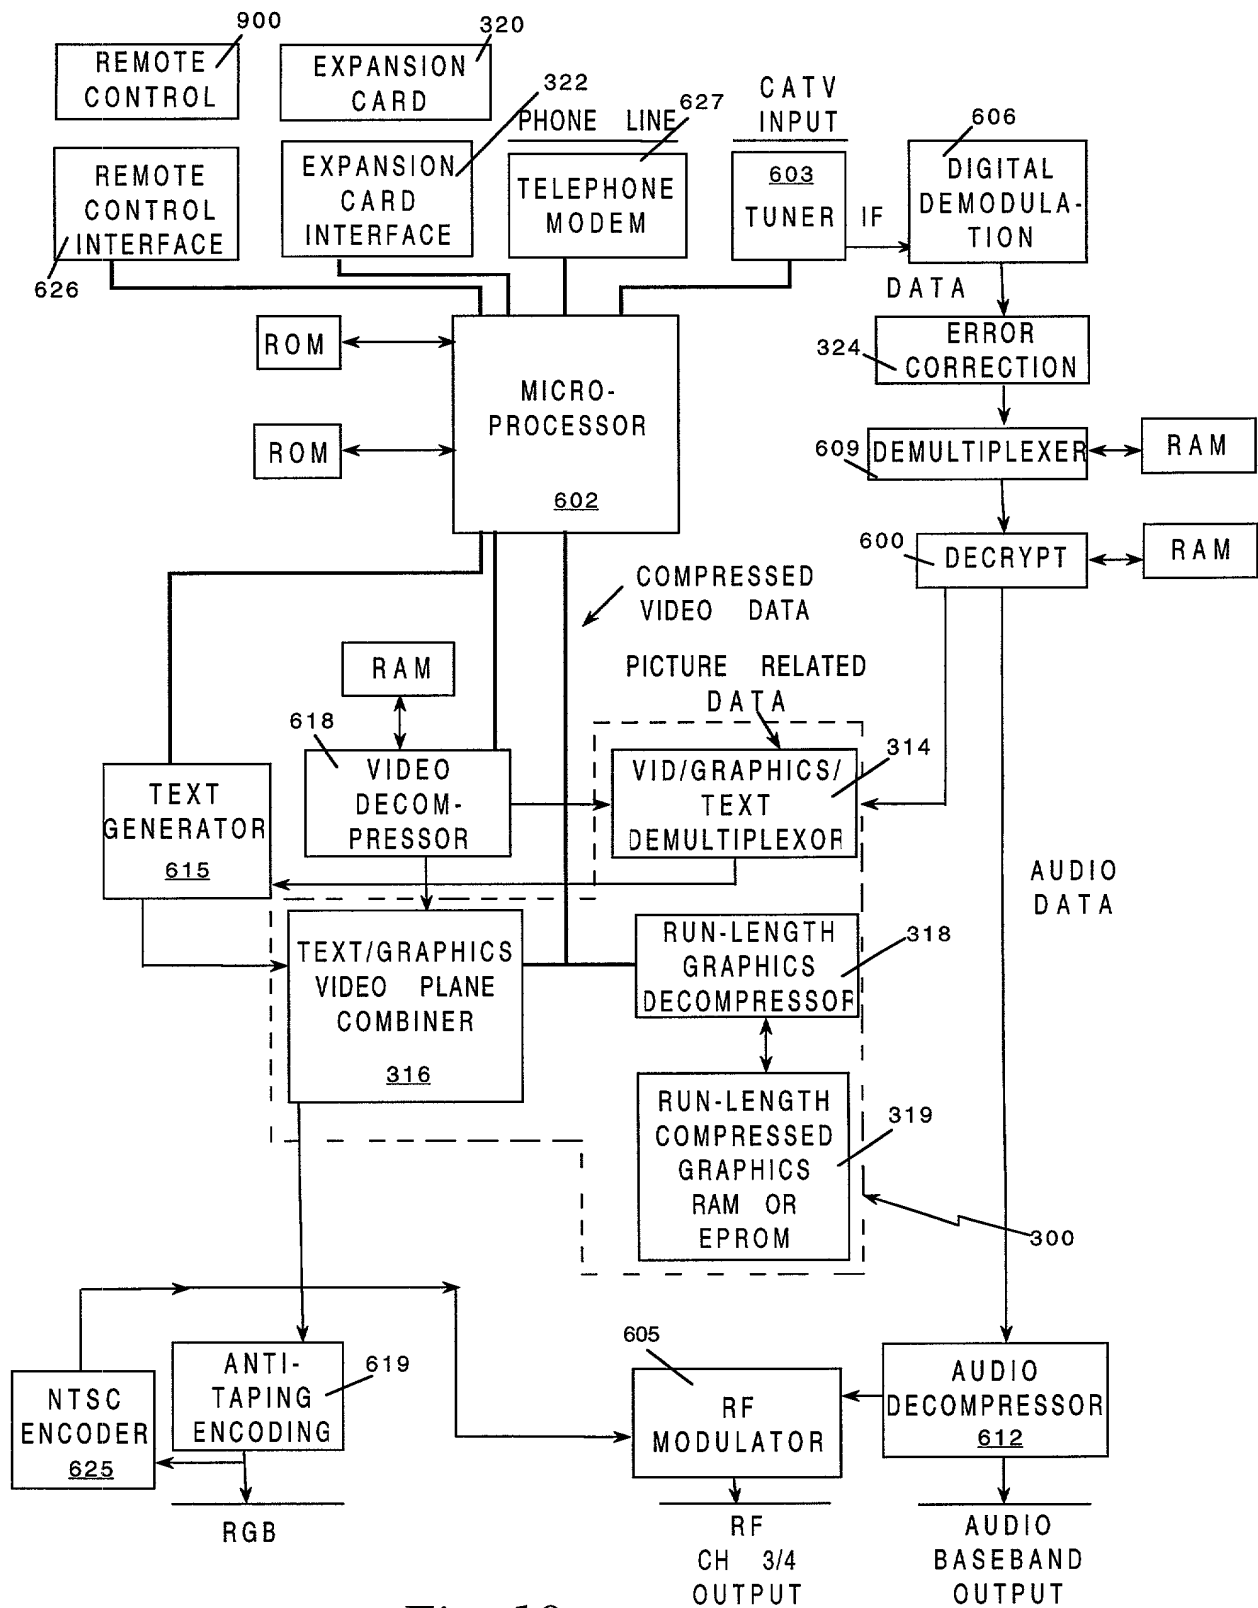 900
REMOTE
CONTROL
320
EXPANSION
CARD
322
PHONE LINE
627
CATV
INPUT
606
REMOTE
CONTROL
INTERFACE
626
EXPANSION
CARD
INTERFACE
TELEPHONE
MODEM
603
TUNER
IF
DIGITAL
DEMODULA-
TION
DATA
ROM
ROM
MICRO-
PROCESSOR
602
324
ERROR
CORRECTION
609
DEMULTIPLEXER
RAM
600
DECRYPT
RAM
COMPRESSED
VIDEO DATA
PICTURE RELATED
DATA
RAM
618
VIDEO
DECOM-
PRESSOR
314
VID/GRAPHICS/
TEXT
DEMULTIPLEXOR
TEXT
GENERATOR
615
AUDIO
DATA
TEXT/GRAPHICS
VIDEO PLANE
COMBINER
316
RUN-LENGTH
GRAPHICS
DECOMPRESSOR
318
RUN-LENGTH
COMPRESSED
GRAPHICS
RAM OR
EPROM
319
300
NTSC
ENCODER
625
ANTI-
TAPING
ENCODING
619
605
RF
MODULATOR
AUDIO
DECOMPRESSOR
612
RGB
RF
CH 3/4
OUTPUT
AUDIO
BASEBAND
OUTPUT